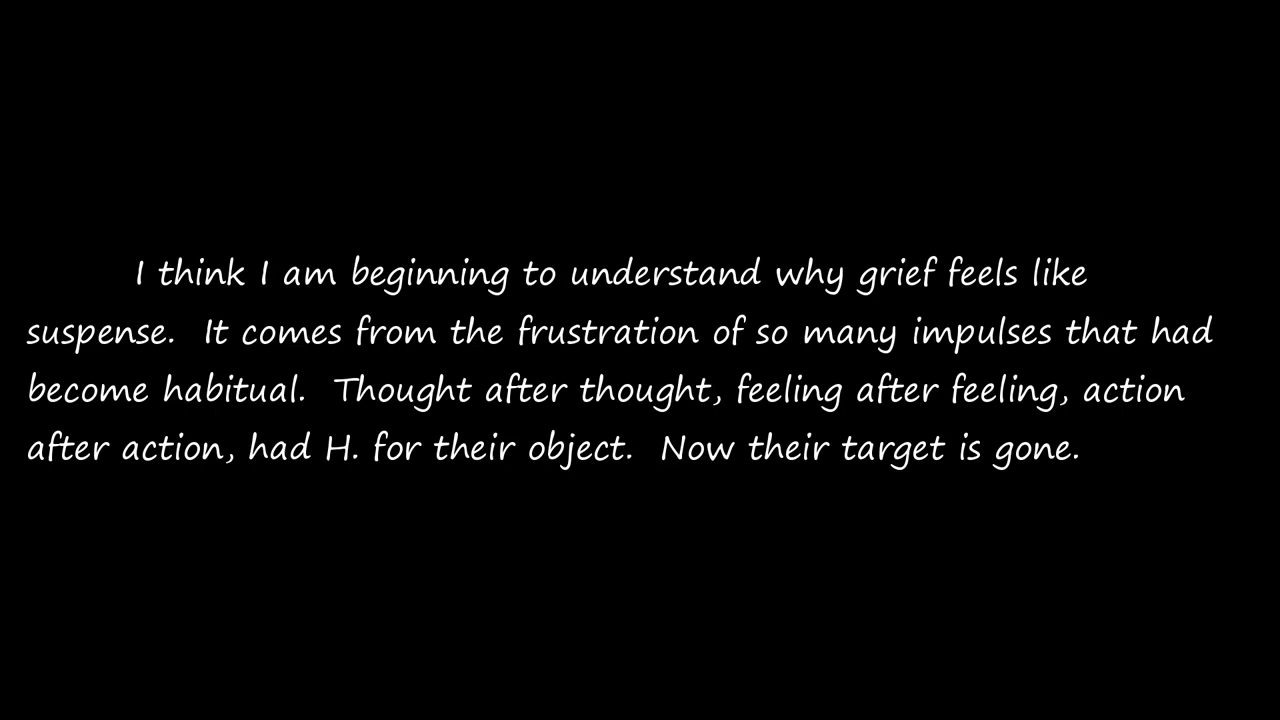 I think I am beginning to understand why grief feels like
suspense.  It comes from the frustration of so many impulses that had
become habitual.  Thought after thought, feeling after feeling, action
after action, had H. for their object.  Now their target is gone.